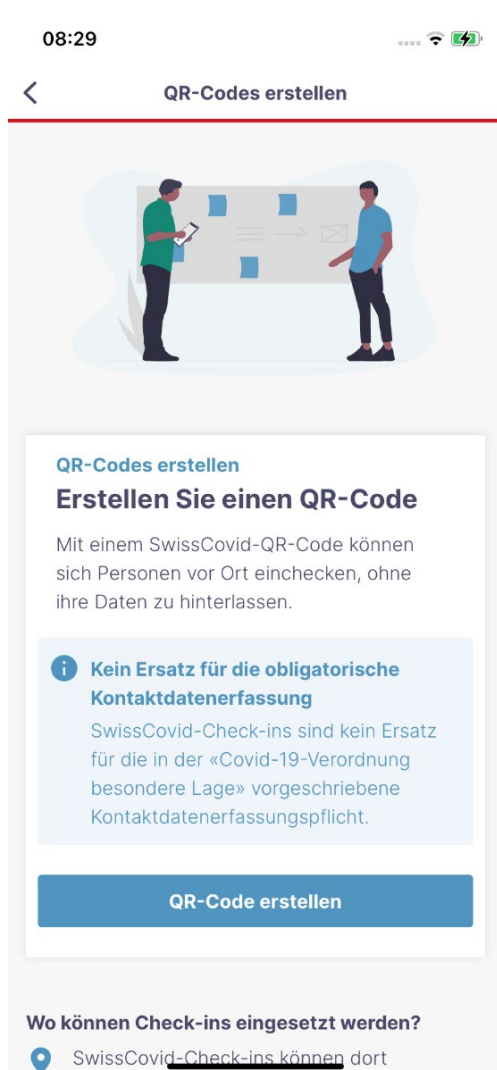 08:29
QR-Codes erstellen
QR-Codes erstellen
Erstellen Sie einen QR-Code
Mit einem SwissCovid-QR-Code können
sich Personen vor Ort einchecken, ohne
ihre Daten zu hinterlassen.
Kein Ersatz für die obligatorische
Kontaktdatenerfassung
SwissCovid-Check-ins sind kein Ersatz
für die in der «Covid-19-Verordnung
besondere Lage» vorgeschriebene
Kontaktdatenerfassungspflicht.
QR-Code erstellen
Wo können Check-ins eingesetzt werden?
SwissCovid-Check-ins können dort